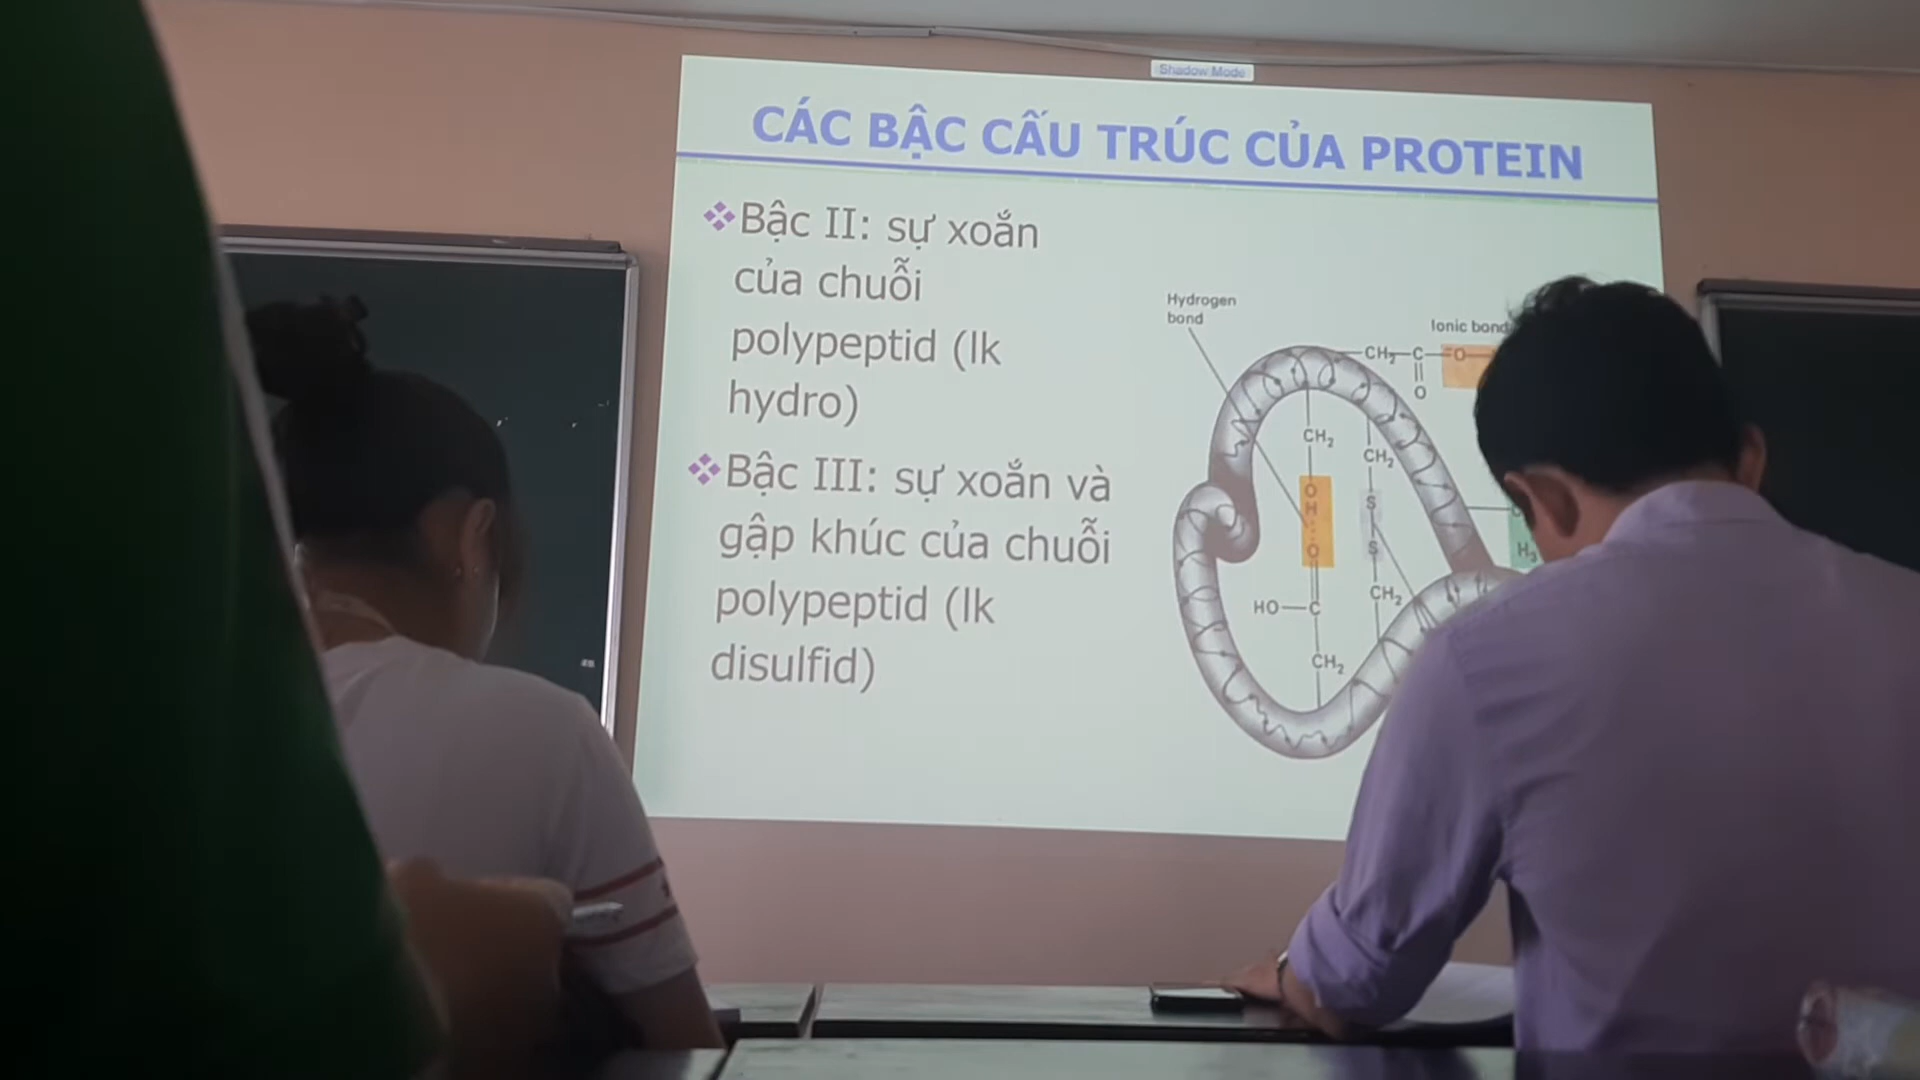 Shadow Mode
CÁC BẬC CẤU TRÚC CỦA PROTEIN
Bậc II: sự xoắn
của chuỗi
polypeptid (lk
hydro)
Bậc III: sự xoắn và
gập khúc của chuỗi
polypeptid (lk
disulfid)
Hydrogen
bond
Ionic bond
CH₂—C—O
O
CH₂
CH₂
O
H
O
S
S
H₃
CH₂
HO—C
CH₂